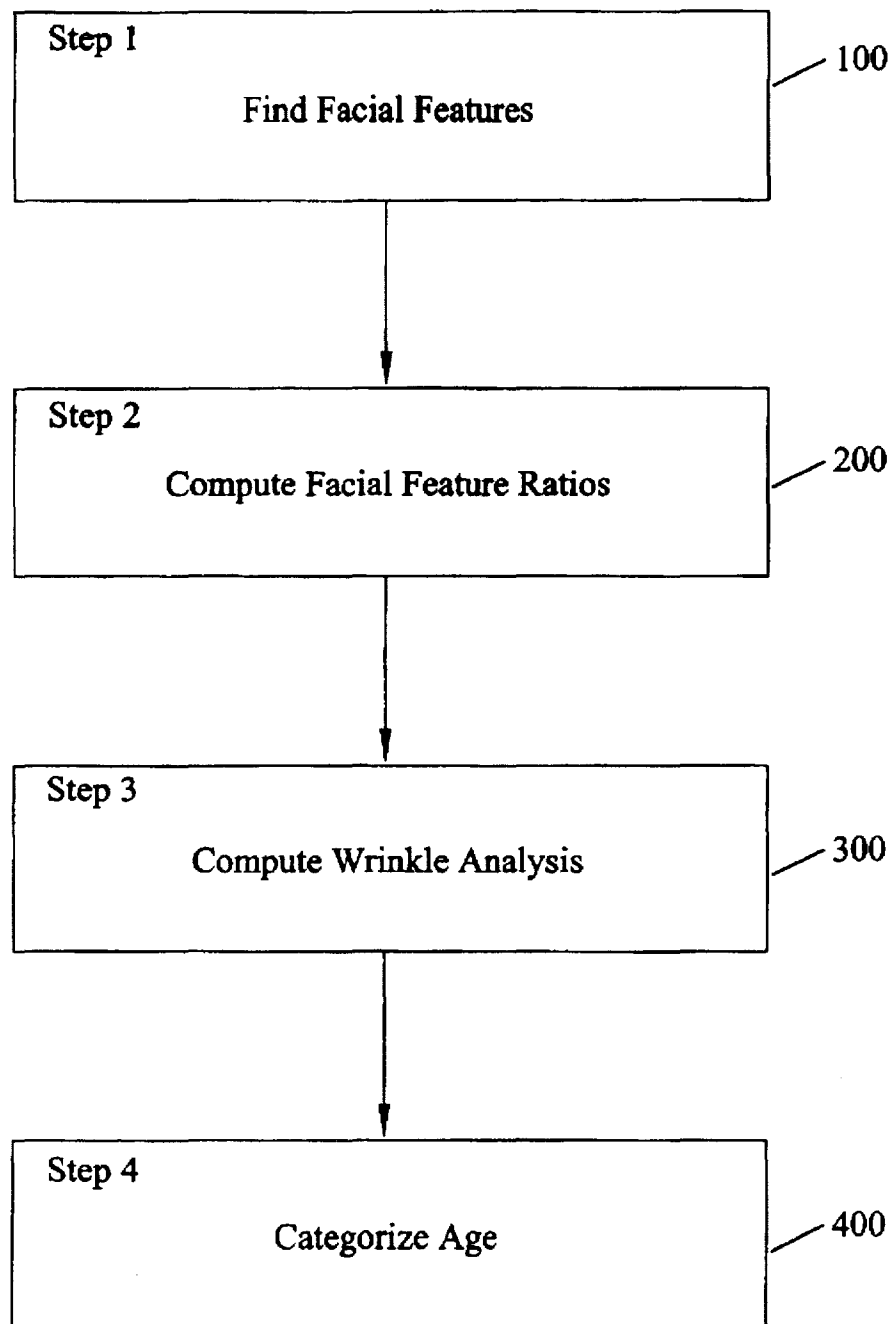 Step 1
Find Facial Features
100
Step 2
Compute Facial Feature Ratios
200
Step 3
Compute Wrinkle Analysis
300
Step 4
Categorize Age
400